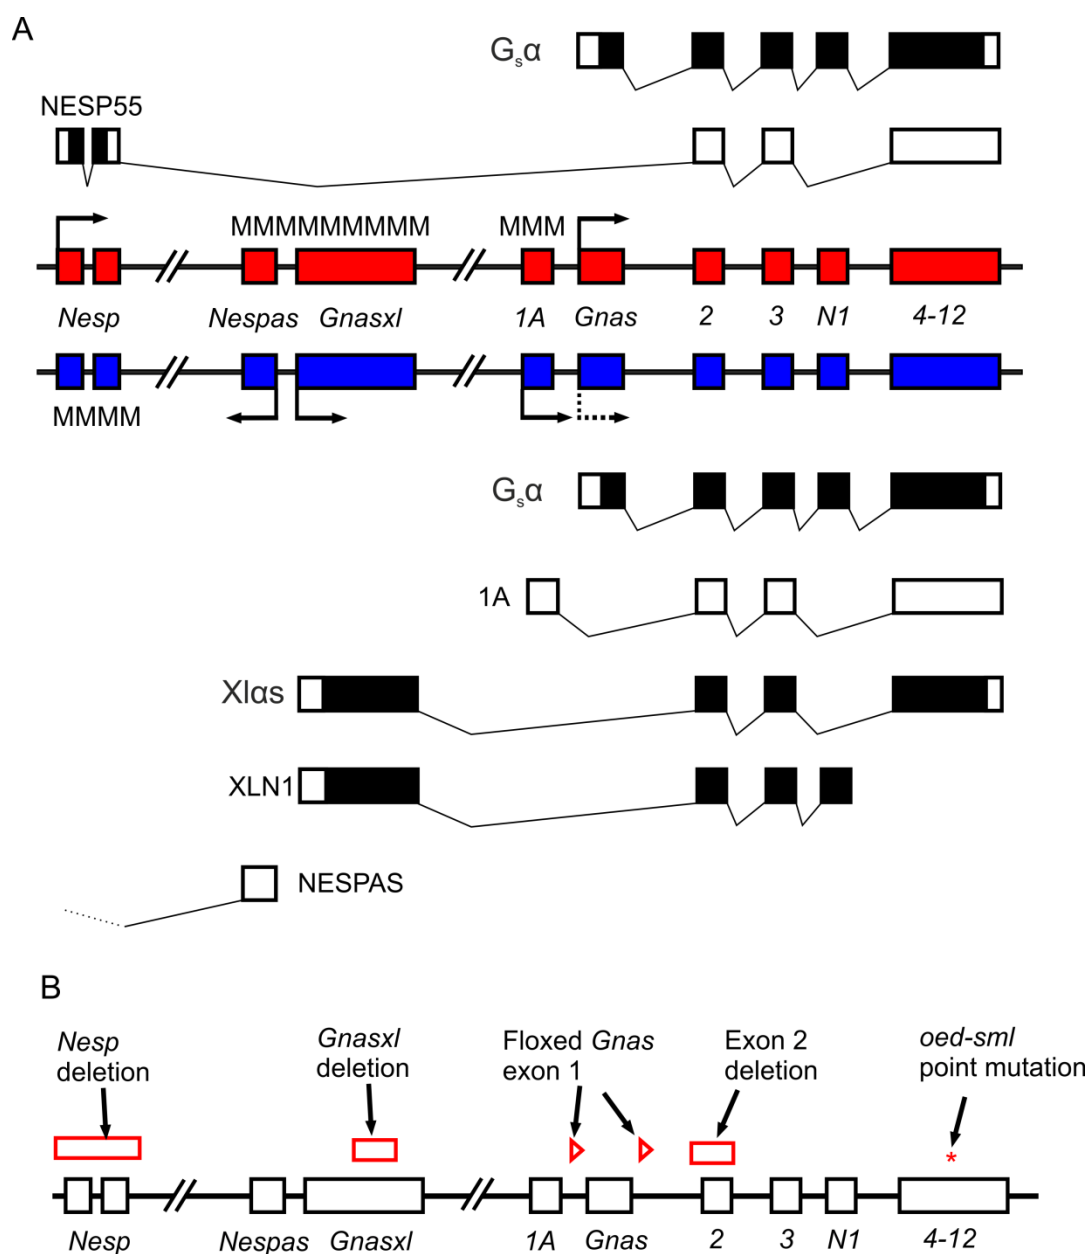 A
Gₛα
NESP55
MMMMMMMMM MMM
Nesp Nespas Gnasxl 1A Gnas 2 3 N1 4-12
MMMM
Gₛα
1A
Xlαs
XLN1
NESPAS
B
Nesp
deletion
Gnasxl
deletion
Floxed Gnas
exon 1
Exon 2
deletion
oed-sml
point mutation
*
Nesp Nespas Gnasxl 1A Gnas 2 3 N1 4-12